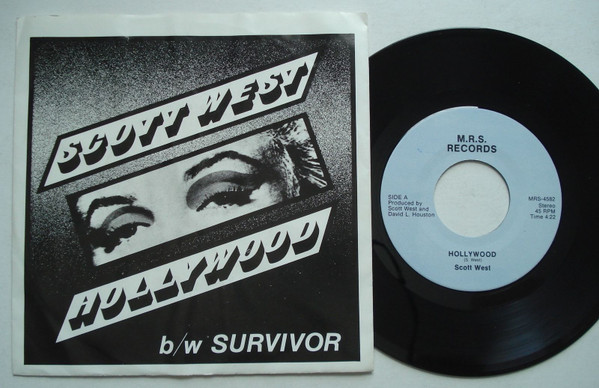 SCOTT WEST
HOLLYWOOD
b/w SURVIVOR
M.R.S.
RECORDS
SIDE A
Produced by
Scott West and
David L. Houston
MRS-4582
Stereo
45 RPM
Time 4:22
HOLLYWOOD
(S. West)
Scott West